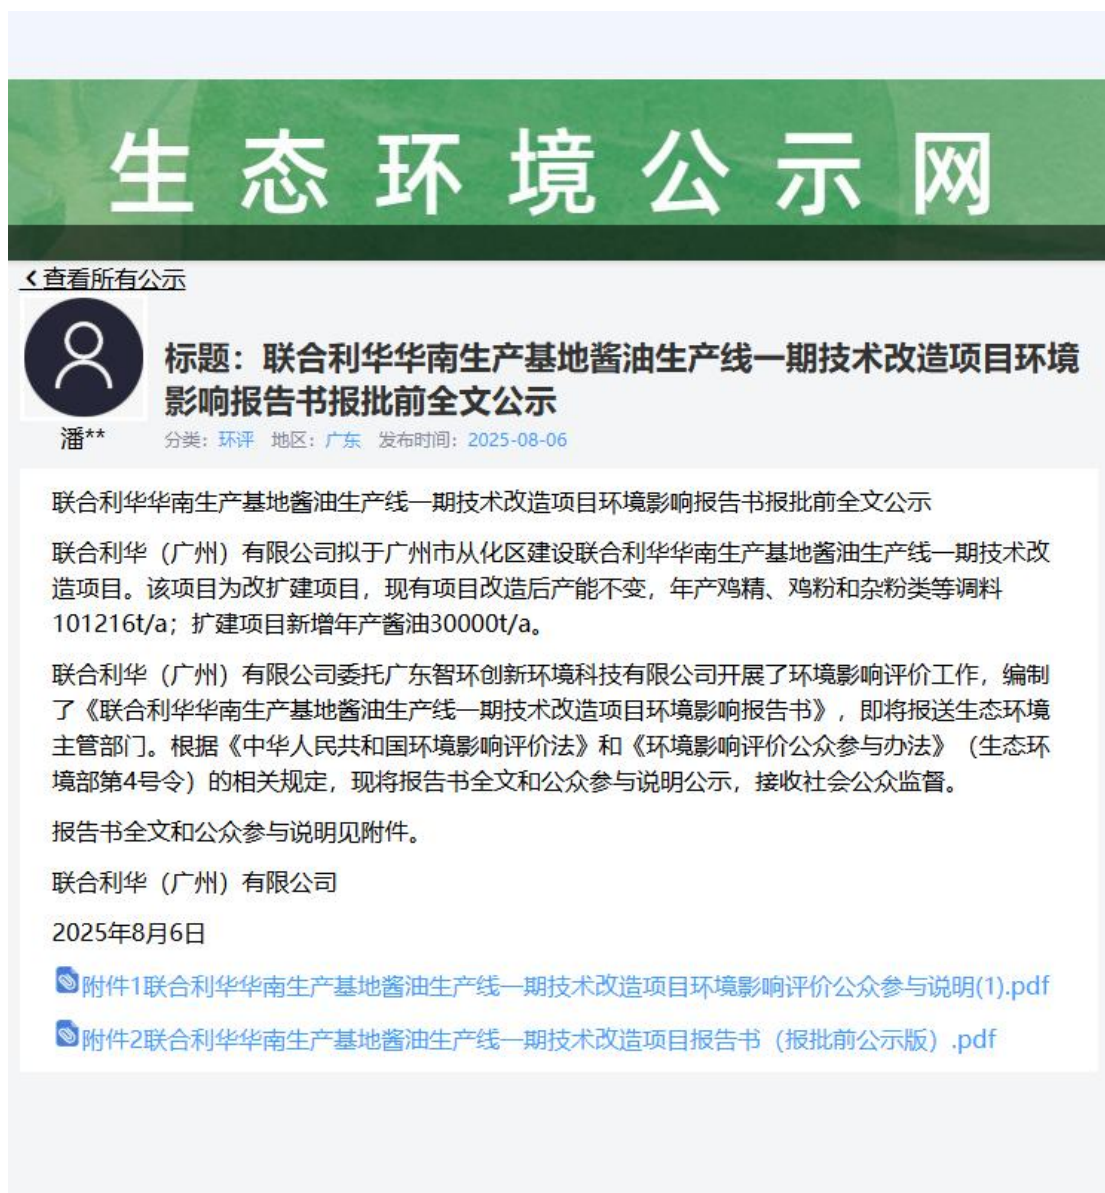 生态环境公示网
查看所有公示
标题：联合利华华南生产基地酱油生产线一期技术改造项目环境
影响报告书报批前全文公示
潘**
分类：环评 地区：广东 发布时间：2025-08-06
联合利华华南生产基地酱油生产线一期技术改造项目环境影响报告书报批前全文公示
联合利华（广州）有限公司拟于广州市从化区建设联合利华华南生产基地酱油生产线一期技术改
造项目。该项目为改扩建项目，现有项目改造后产能不变，年产鸡精、鸡粉和杂粉类等调料
101216t/a；扩建项目新增年产酱油30000t/a。
联合利华（广州）有限公司委托广东智环创新环境科技有限公司开展了环境影响评价工作，编制
了《联合利华华南生产基地酱油生产线一期技术改造项目环境影响报告书》，即将报送生态环境
主管部门。根据《中华人民共和国环境影响评价法》和《环境影响评价公众参与办法》（生态环
境部第4号令）的相关规定，现将报告书全文和公众参与说明公示，接收社会公众监督。
报告书全文和公众参与说明见附件。
联合利华（广州）有限公司
2025年8月6日
附件1联合利华华南生产基地酱油生产线一期技术改造项目环境影响评价公众参与说明(1).pdf
附件2联合利华华南生产基地酱油生产线一期技术改造项目报告书（报批前公示版）.pdf